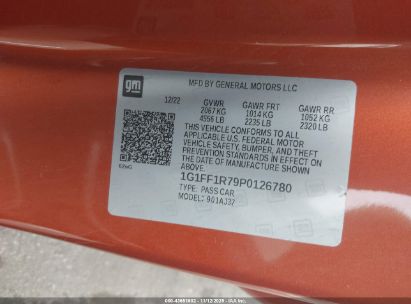 gm
MFD BY GENERAL MOTORS LLC
12/22 GVWR GAWR FRT GAWR RR
2067 KG 1014 KG 1052 KG
4556 LB 2235 LB 2320 LB
THIS VEHICLE CONFORMS TO ALL APPLICABLE
U.S. FEDERAL MOTOR
VEHICLE SAFETY, BUMPER, AND THEFT
PREVENTION STANDARDS IN EFFECT ON
THE DATE OF MANUFACTURE SHOWN
ABOVE.
1G1FF1R79P0126780
TYPE: PASS CAR
MODEL: 901AJ37